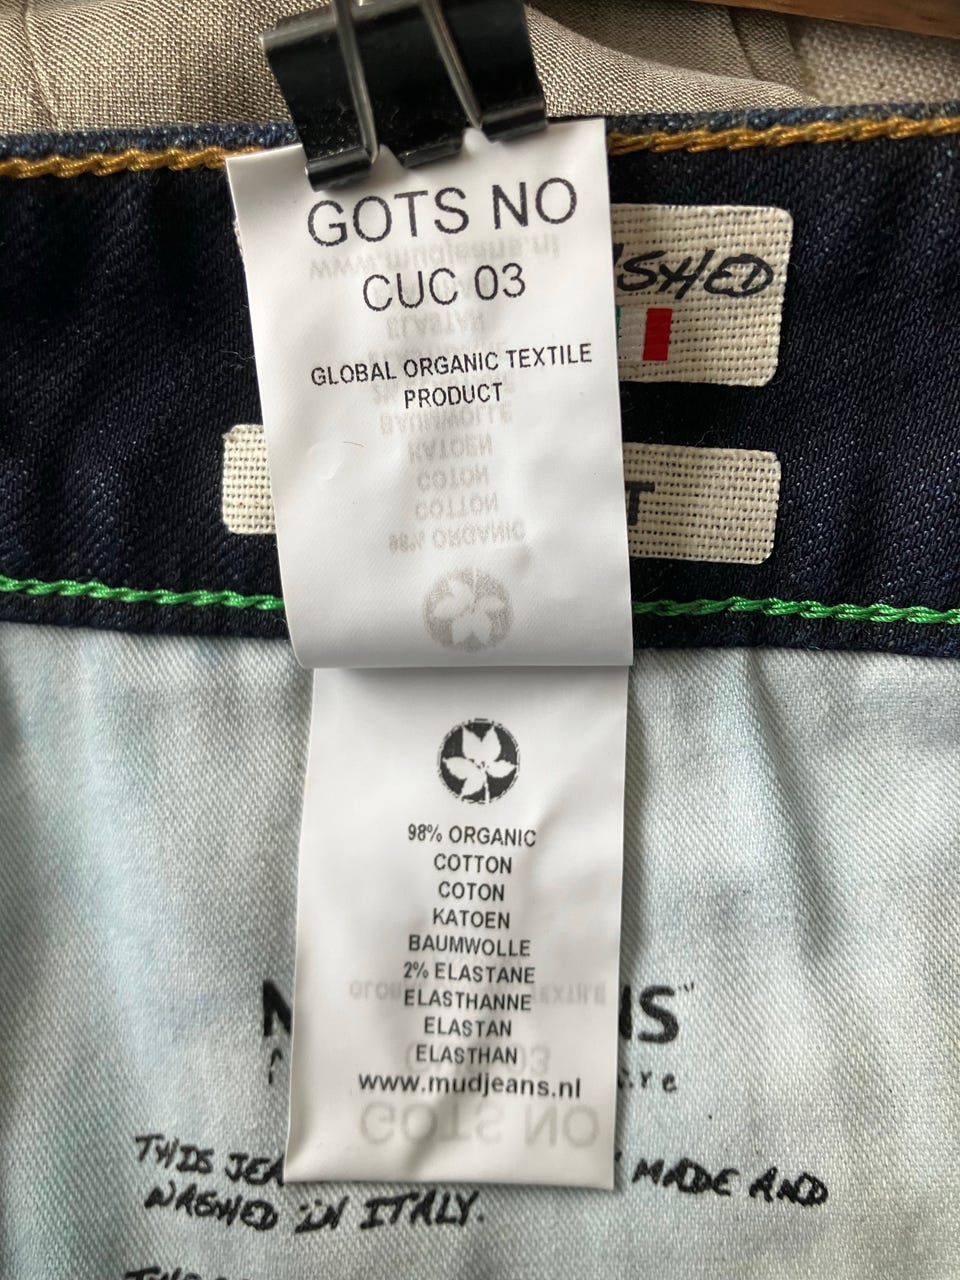 GOTS NO
CUC 03
GLOBAL ORGANIC TEXTILE
PRODUCT
98% ORGANIC
COTTON
COTON
KATOEN
BAUMWOLLE
2% ELASTANE
ELASTHANNE
ELASTAN
ELASTHAN
www.mudjeans.nl
THIS MADE AND
WASHED IN ITALY.